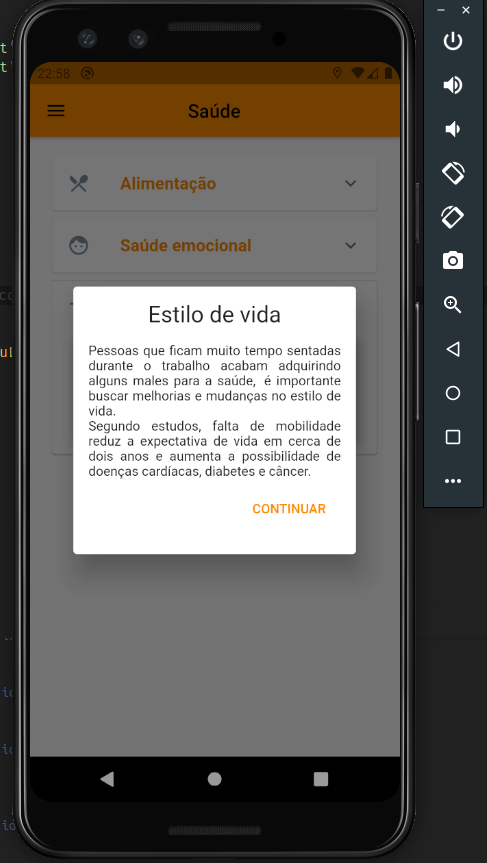 22:58
Saúde
Alimentação
Saúde emocional
Estilo de vida
Pessoas que ficam muito tempo sentadas
durante o trabalho acabam adquirindo
alguns males para a saúde, é importante
buscar melhorias e mudanças no estilo de
vida.
Segundo estudos, falta de mobilidade
reduz a expectativa de vida em cerca de
dois anos e aumenta a possibilidade de
doenças cardíacas, diabetes e câncer.
CONTINUAR